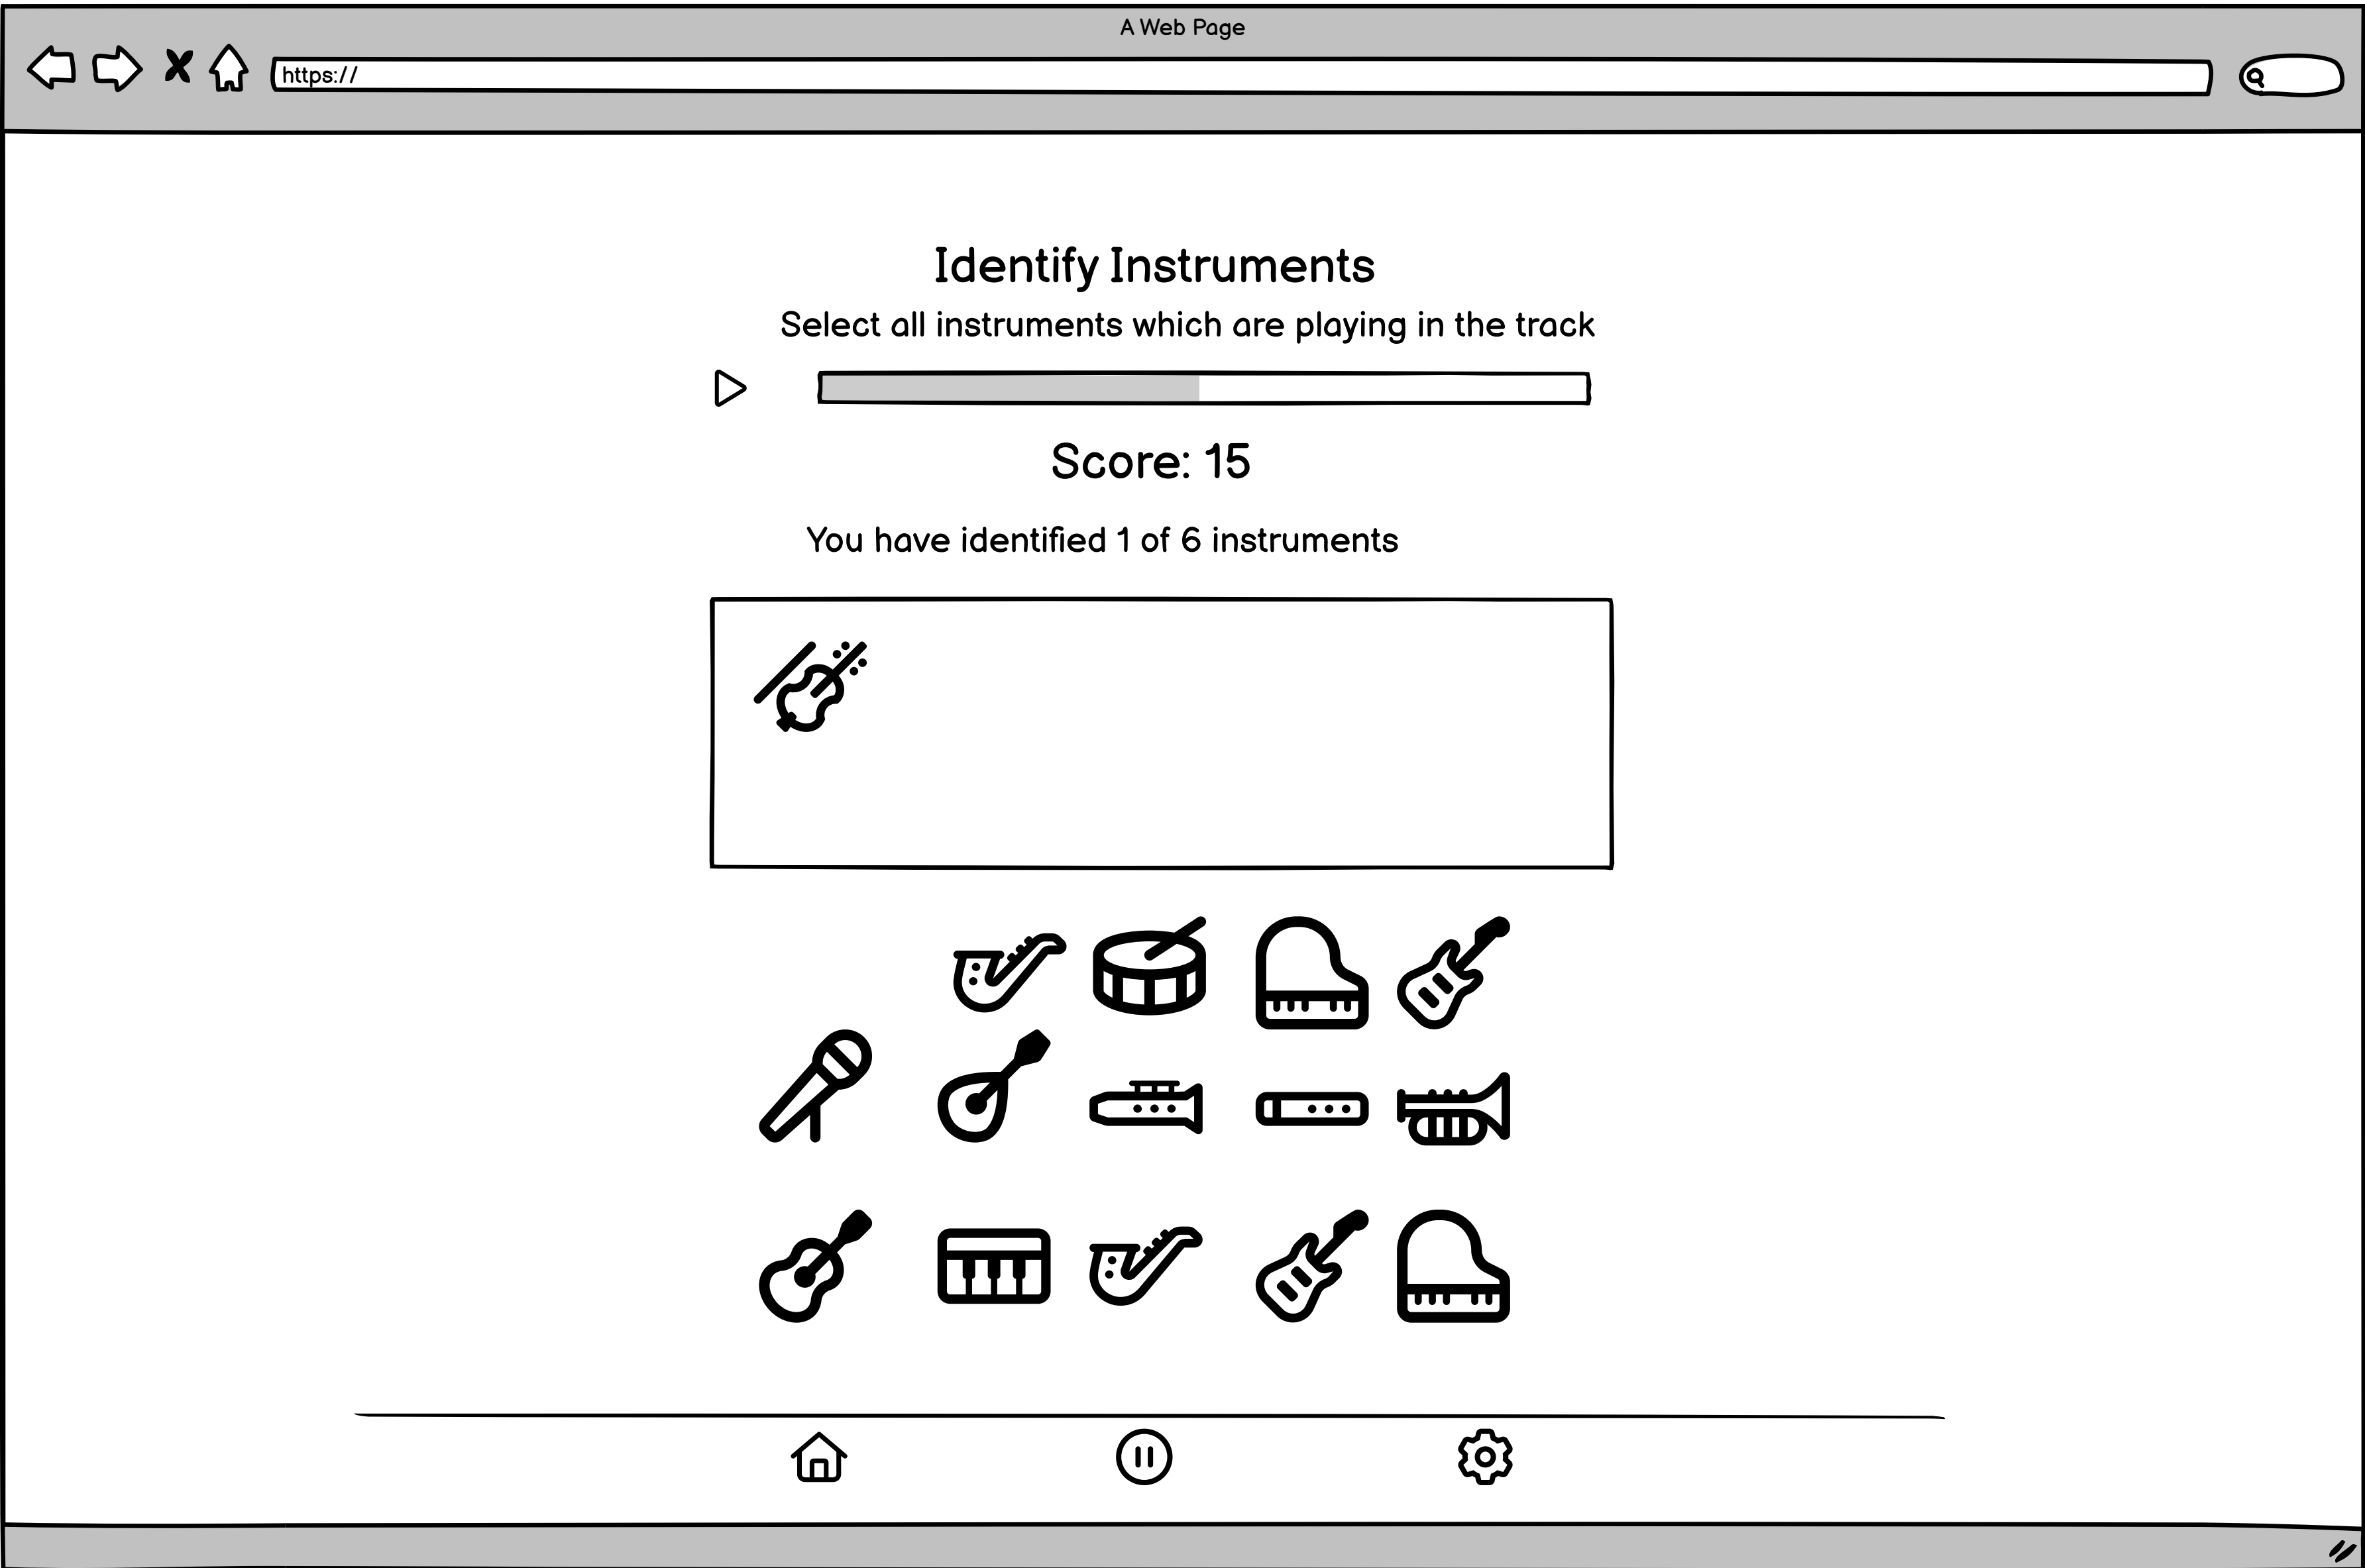 A Web Page
https://
Identify Instruments
Select all instruments which are playing in the track
Score: 15
You have identified 1 of 6 instruments